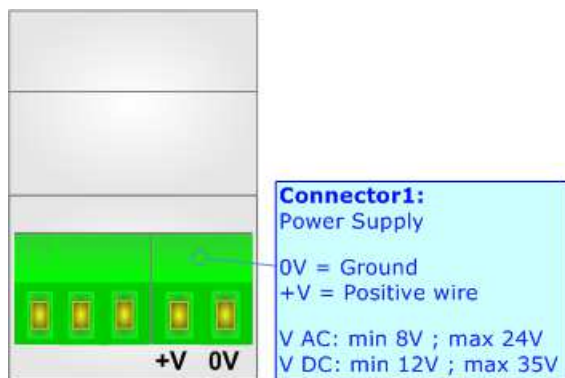 Connector1:
Power Supply
0V = Ground
+V = Positive wire
V AC: min 8V ; max 24V
V DC: min 12V ; max 35V
+V 0V